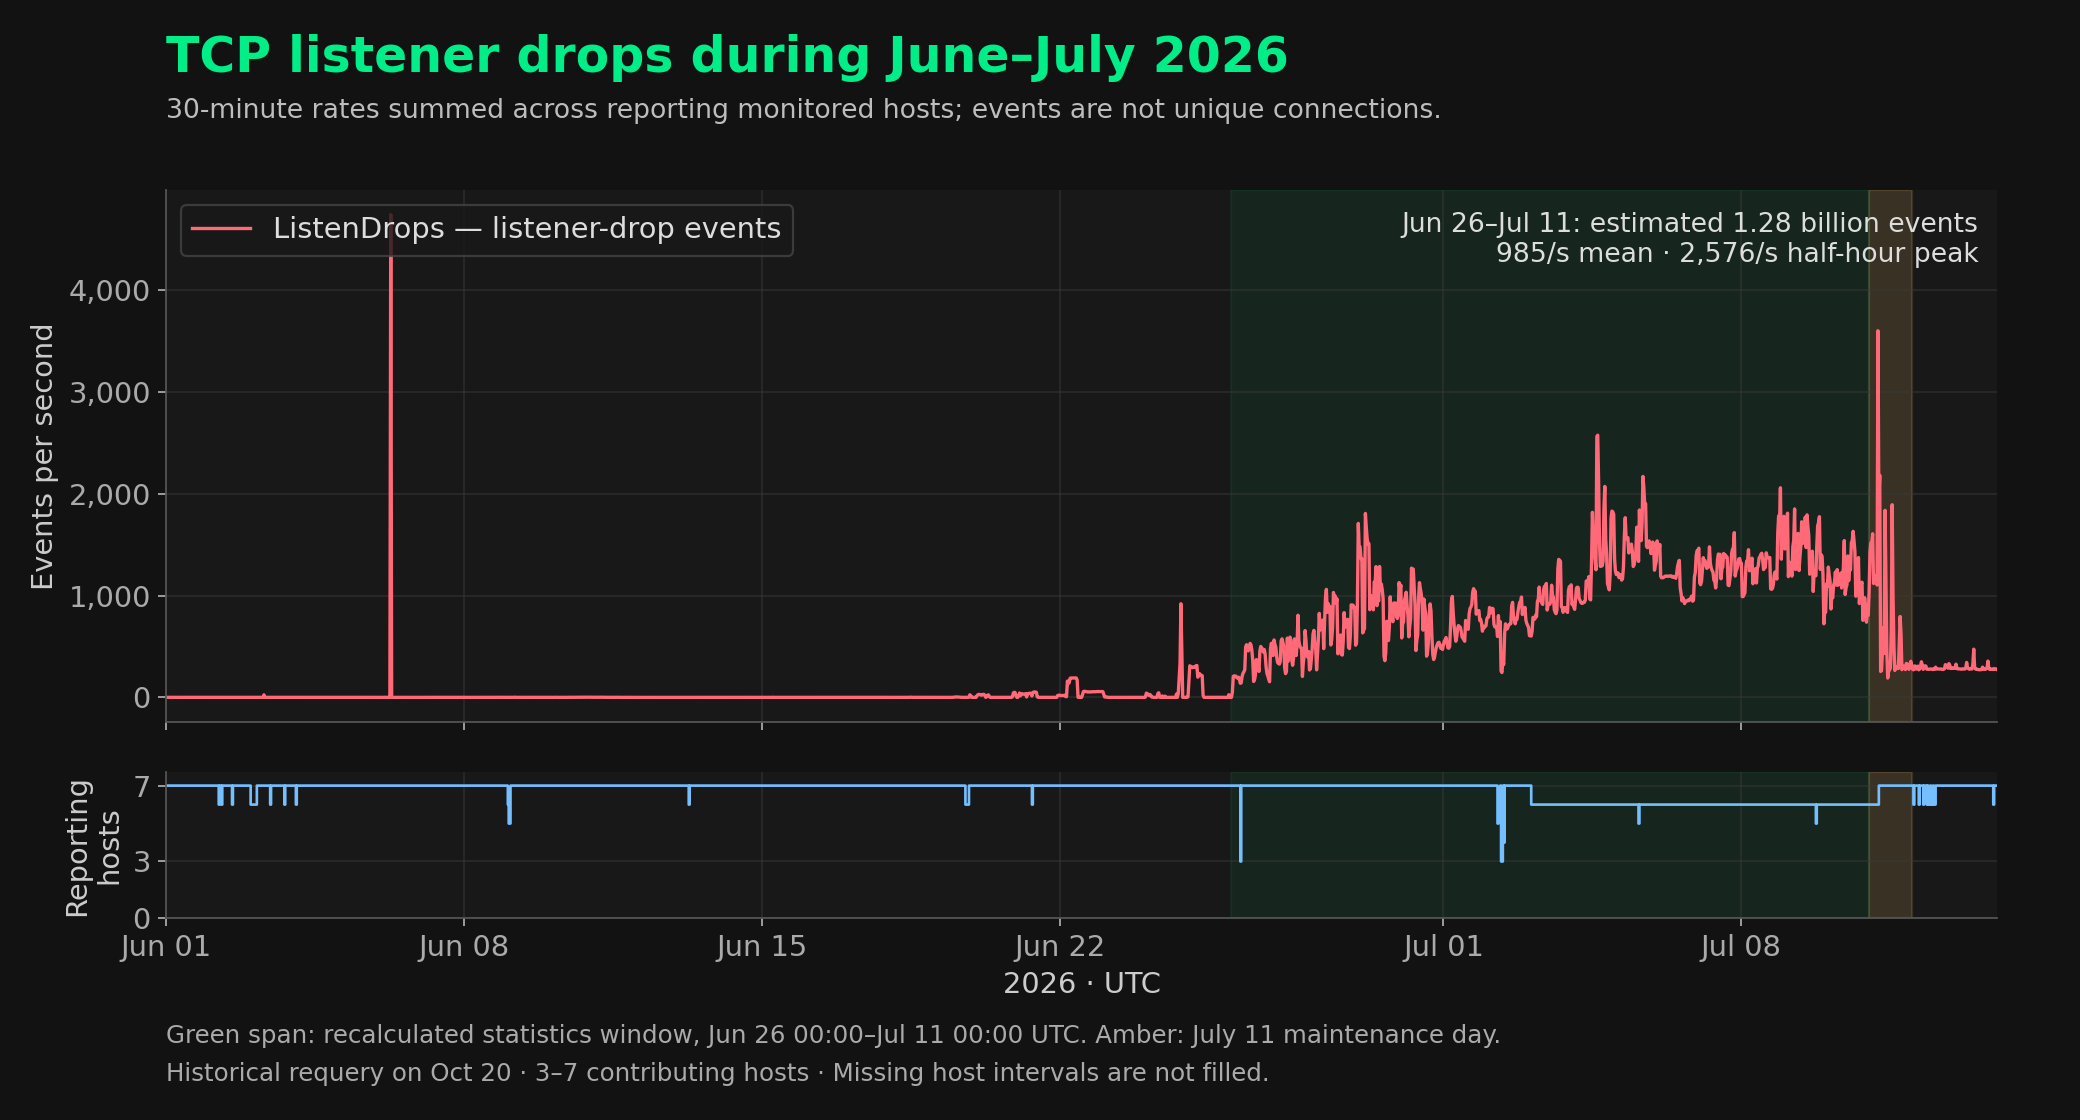 TCP listener drops during June–July 2026
30-minute rates summed across reporting monitored hosts; events are not unique connections.
ListenDrops — listener-drop events
Jun 26–Jul 11: estimated 1.28 billion events
985/s mean · 2,576/s half-hour peak
Events per second
4,000
3,000
2,000
1,000
0
Reporting
hosts
7
3
0
Jun 01
Jun 08
Jun 15
Jun 22
Jul 01
Jul 08
2026 · UTC
Green span: recalculated statistics window, Jun 26 00:00–Jul 11 00:00 UTC. Amber: July 11 maintenance day.
Historical requery on Oct 20 · 3–7 contributing hosts · Missing host intervals are not filled.